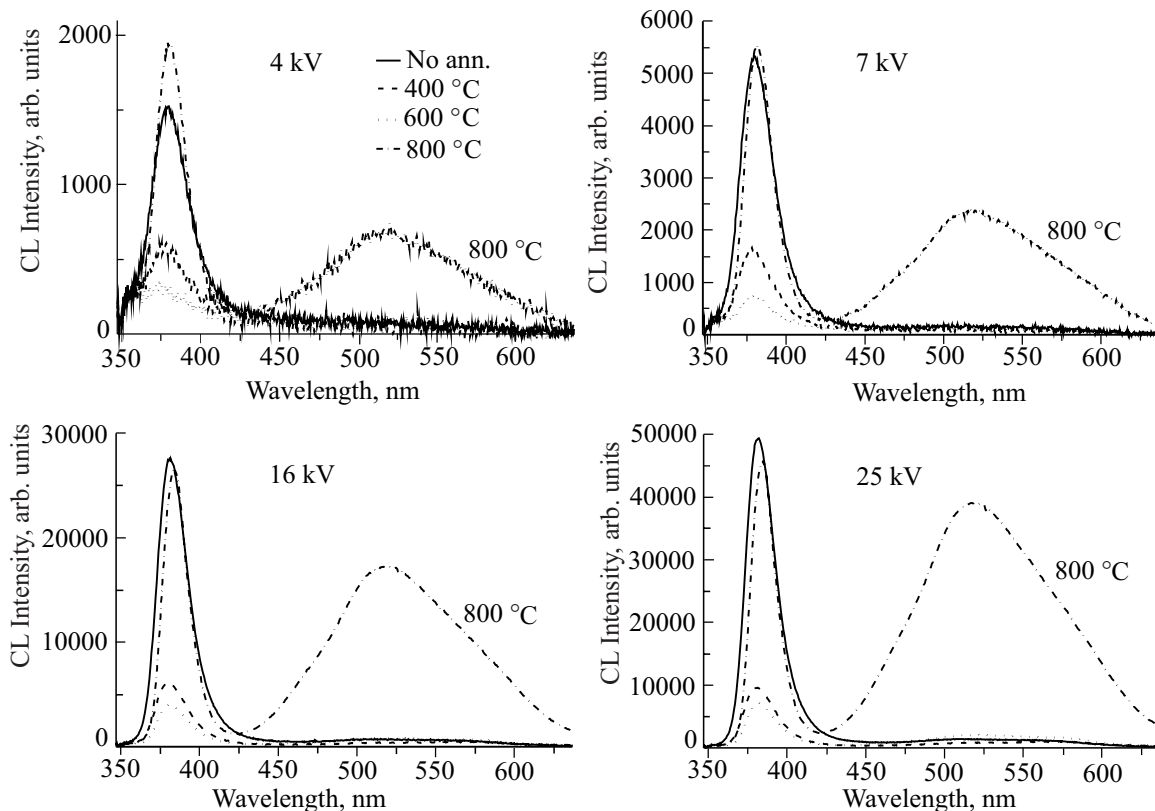 CL Intensity, arb. units
2000
1000
0
4 kV
No ann.
400 °C
600 °C
800 °C
800 °C
350 400 450 500 550 600
Wavelength, nm
CL Intensity, arb. units
6000
5000
4000
3000
2000
1000
0
7 kV
800 °C
350 400 450 500 550 600
Wavelength, nm
CL Intensity, arb. units
30000
20000
10000
0
16 kV
800 °C
350 400 450 500 550 600
Wavelength, nm
CL Intensity, arb. units
50000
40000
30000
20000
10000
0
25 kV
800 °C
350 400 450 500 550 600
Wavelength, nm